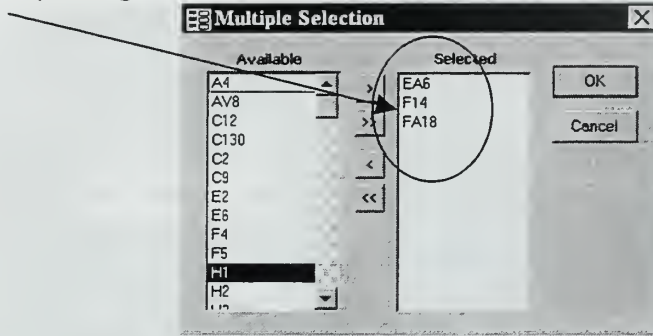 Multiple Selection
Available
Selected
A4
AV8
C12
C130
C2
C9
E2
E6
F4
F5
H1
H2
>
>>
<
<<
EA6
F14
FA18
OK
Cancel